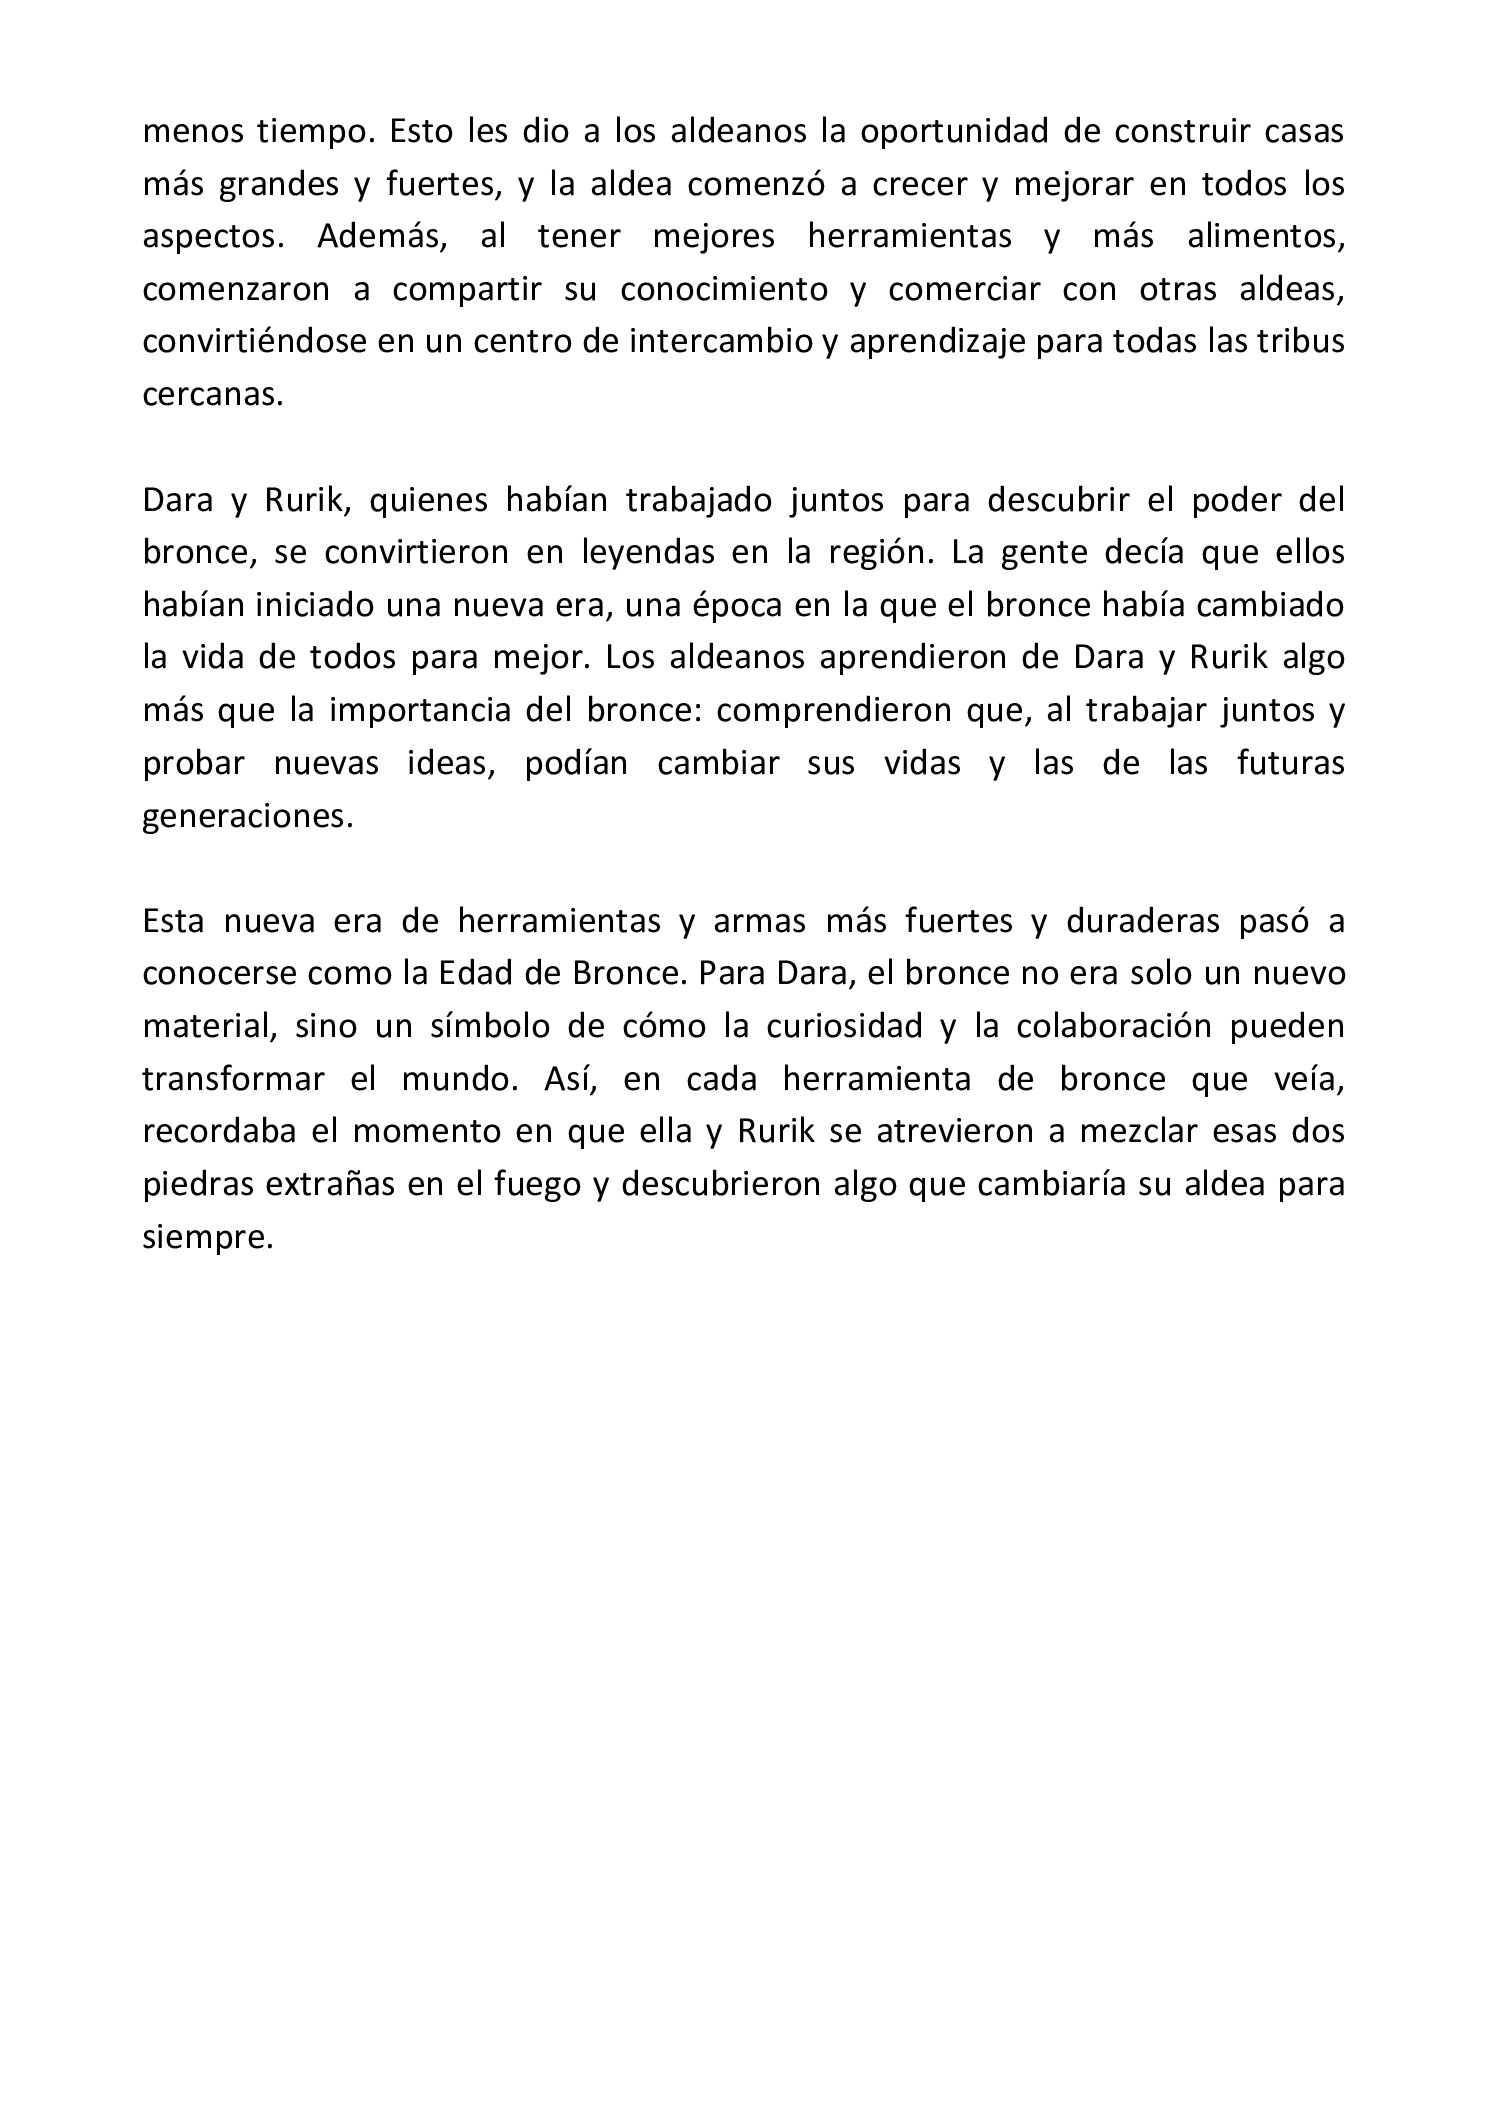 menos tiempo. Esto les dio a los aldeanos la oportunidad de construir casas
más grandes y fuertes, y la aldea comenzó a crecer y mejorar en todos los
aspectos. Además, al tener mejores herramientas y más alimentos,
comenzaron a compartir su conocimiento y comerciar con otras aldeas,
convirtiéndose en un centro de intercambio y aprendizaje para todas las tribus
cercanas.
Dara y Rurik, quienes habían trabajado juntos para descubrir el poder del
bronce, se convirtieron en leyendas en la región. La gente decía que ellos
habían iniciado una nueva era, una época en la que el bronce había cambiado
la vida de todos para mejor. Los aldeanos aprendieron de Dara y Rurik algo
más que la importancia del bronce: comprendieron que, al trabajar juntos y
probar nuevas ideas, podían cambiar sus vidas y las de las futuras
generaciones.
Esta nueva era de herramientas y armas más fuertes y duraderas pasó a
conocerse como la Edad de Bronce. Para Dara, el bronce no era solo un nuevo
material, sino un símbolo de cómo la curiosidad y la colaboración pueden
transformar el mundo. Así, en cada herramienta de bronce que veía,
recordaba el momento en que ella y Rurik se atrevieron a mezclar esas dos
piedras extrañas en el fuego y descubrieron algo que cambiaría su aldea para
siempre.